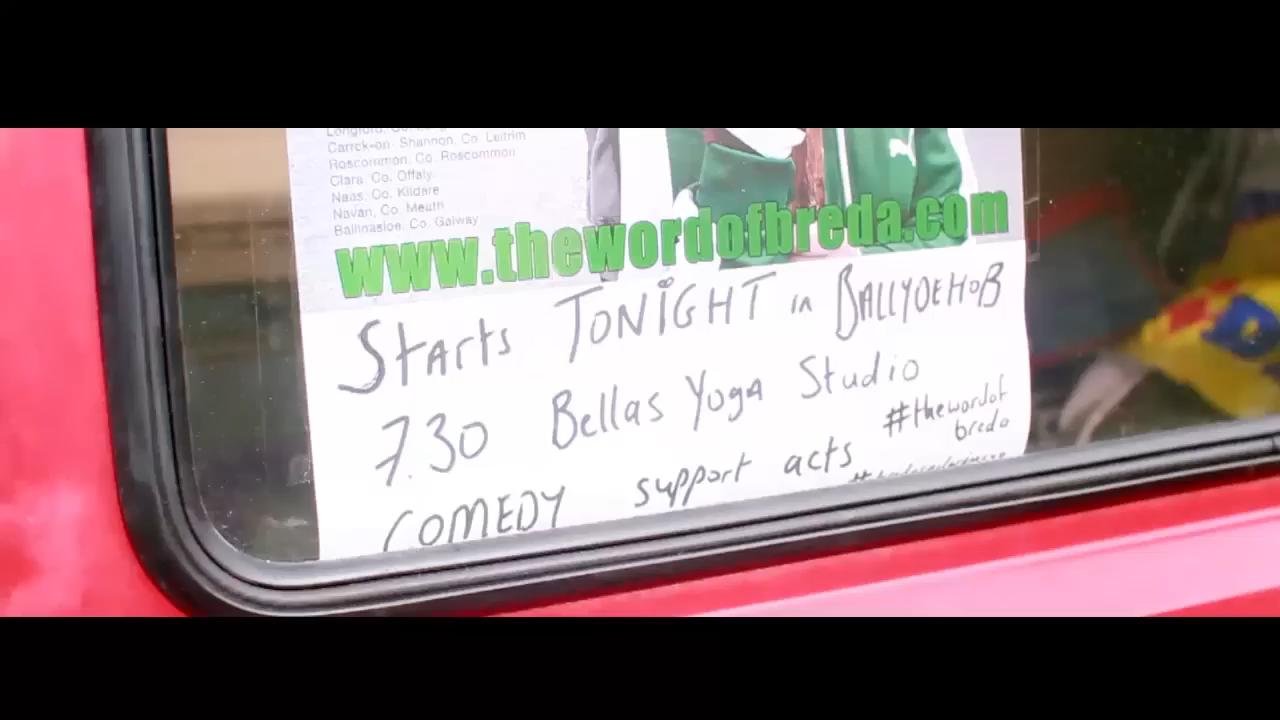 Carrck-on Shannon, Co. Leitrim
Roscommon, Co. Roscommon
Clara, Co. Offaly
Naas, Co. Kildare
Navan, Co. Meath
Ballinasloe, Co. Galway
www.thewordofbreda.com
Starts TONIGHT in BALLYDEHOB
7.30 Bellas Yoga Studio
#thewordof
breda
COMEDY support acts